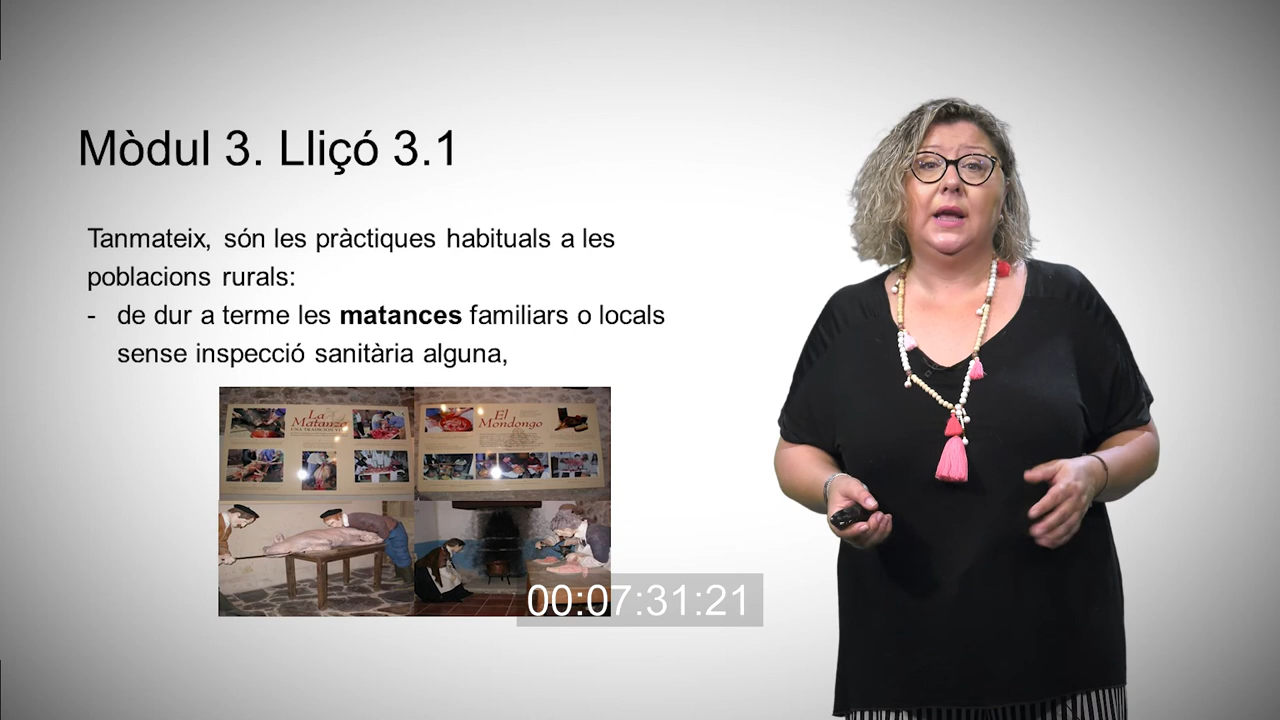 Mòdul 3. Lliçó 3.1
Tanmateix, són les pràctiques habituals a les
poblacions rurals:
- de dur a terme les matances familiars o locals
sense inspecció sanitària alguna,
La
Matanza
El
Mondongo
00:07:31:21